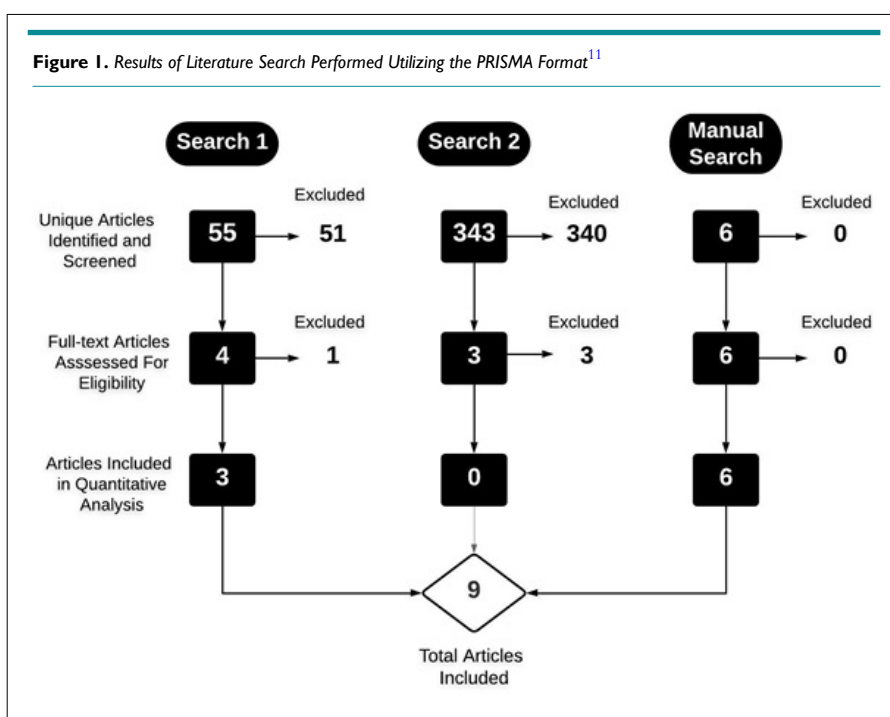 Figure 1. Results of Literature Search Performed Utilizing the PRISMA Format11
Search 1
Search 2
Manual
Search
Unique Articles
Identified and
Screened
55
Excluded
51
343
Excluded
340
6
Excluded
0
Full-text Articles
Asssessed For
Eligibility
4
Excluded
1
3
Excluded
3
6
Excluded
0
Articles Included
in Quantitative
Analysis
3
0
6
9
Total Articles
Included